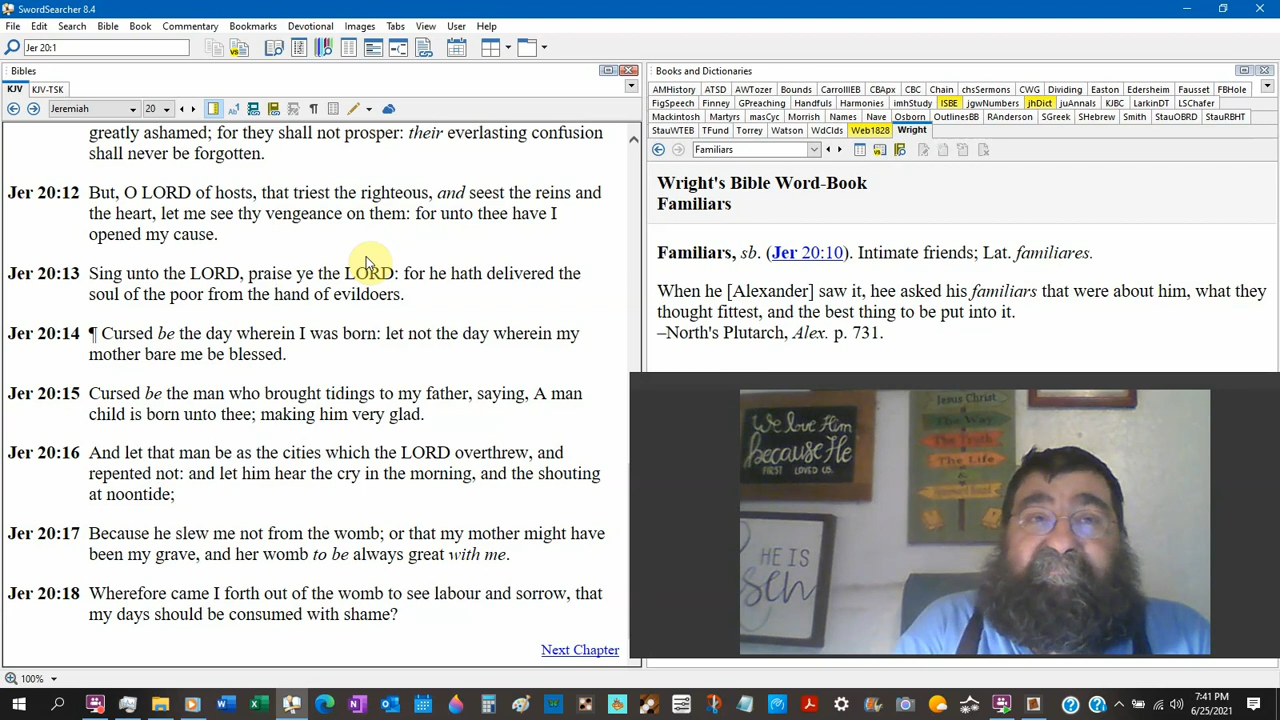 SwordSearcher 8.4
File Edit Search Bible Book Commentary Bookmarks Devotional Images Tabs View User Help
Jer 20:1
Bibles
KJV KJV-TSK
Jeremiah 20
greatly ashamed; for they shall not prosper: their everlasting confusion
shall never be forgotten.
Jer 20:12 But, O LORD of hosts, that triest the righteous, and seest the reins and
the heart, let me see thy vengeance on them: for unto thee have I
opened my cause.
Jer 20:13 Sing unto the LORD, praise ye the LORD: for he hath delivered the
soul of the poor from the hand of evildoers.
Jer 20:14 ¶ Cursed be the day wherein I was born: let not the day wherein my
mother bare me be blessed.
Jer 20:15 Cursed be the man who brought tidings to my father, saying, A man
child is born unto thee; making him very glad.
Jer 20:16 And let that man be as the cities which the LORD overthrew, and
repented not: and let him hear the cry in the morning, and the shouting
at noontide;
Jer 20:17 Because he slew me not from the womb; or that my mother might have
been my grave, and her womb to be always great with me.
Jer 20:18 Wherefore came I forth out of the womb to see labour and sorrow, that
my days should be consumed with shame?
Next Chapter
100%
Books and Dictionaries
AMHistory ATSD AWTozer Bounds CarrollIEB CBApx CBC Chain chsSermons CWG Dividing Easton Edersheim Fausset FBHole
FigSpeech Finney GPreaching Handfuls Harmonies imhStudy ISBE jgwNumbers jhDict juAnnals KJBC LarkinDT LSChafer
Mackintosh Martyrs masCyc Morrish Names Naves Osborn OutlinesBB RAnderson SGreek SHebrew Smith StauOBRD StauRBHT
StauWTEB TFund Torrey Watson WdClds Web1828 Wright
Familiars
Wright's Bible Word-Book
Familiars
Familiars, sb. (Jer 20:10). Intimate friends; Lat. familiares.
When he [Alexander] saw it, hee asked his familiars that were about him, what they
thought fittest, and the best thing to be put into it.
–North's Plutarch, Alex. p. 731.
We love Him
because He
FIRST LOVED US.
Jesus Christ
The Way
The Truth
The Life
HE IS
7:41 PM
6/25/2021